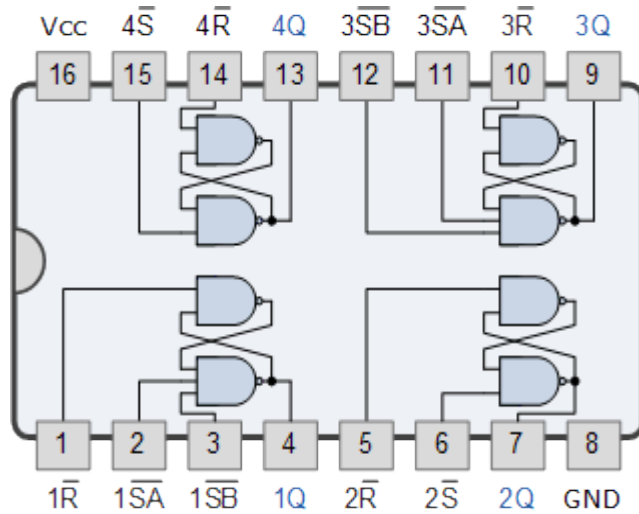 Vcc 4S̅ 4R̅ 4Q 3S̅B̅ 3S̅A̅ 3R̅ 3Q
16 15 14 13 12 11 10 9
1 2 3 4 5 6 7 8
1R̅ 1S̅A̅ 1S̅B̅ 1Q 2R̅ 2S̅ 2Q GND